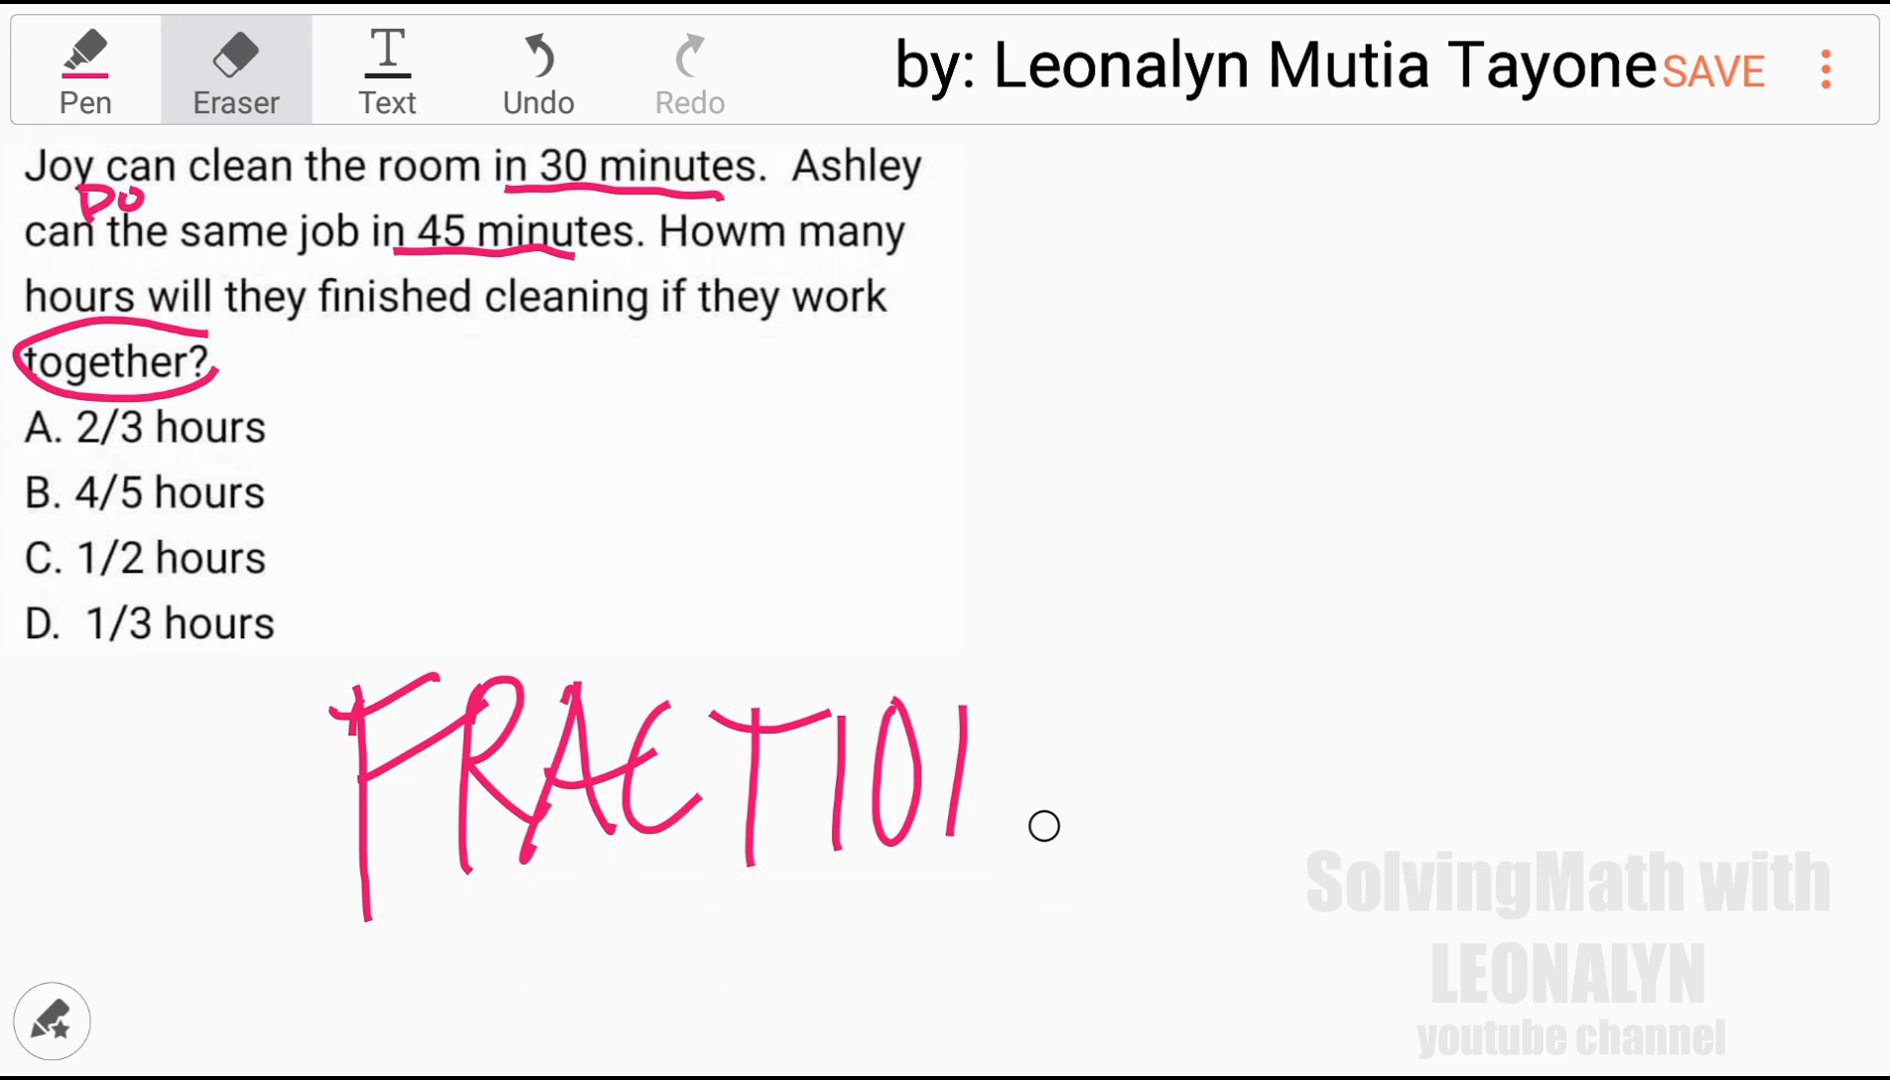 Pen
Eraser
T
Text
Undo
Redo
by: Leonalyn Mutia Tayone
SAVE
Joy can clean the room in 30 minutes. Ashley
DO
can the same job in 45 minutes. Howm many
hours will they finished cleaning if they work
together?
A. 2/3 hours
B. 4/5 hours
C. 1/2 hours
D. 1/3 hours
FRACTIOI
SolvingMath with
LEONALYN
youtube channel